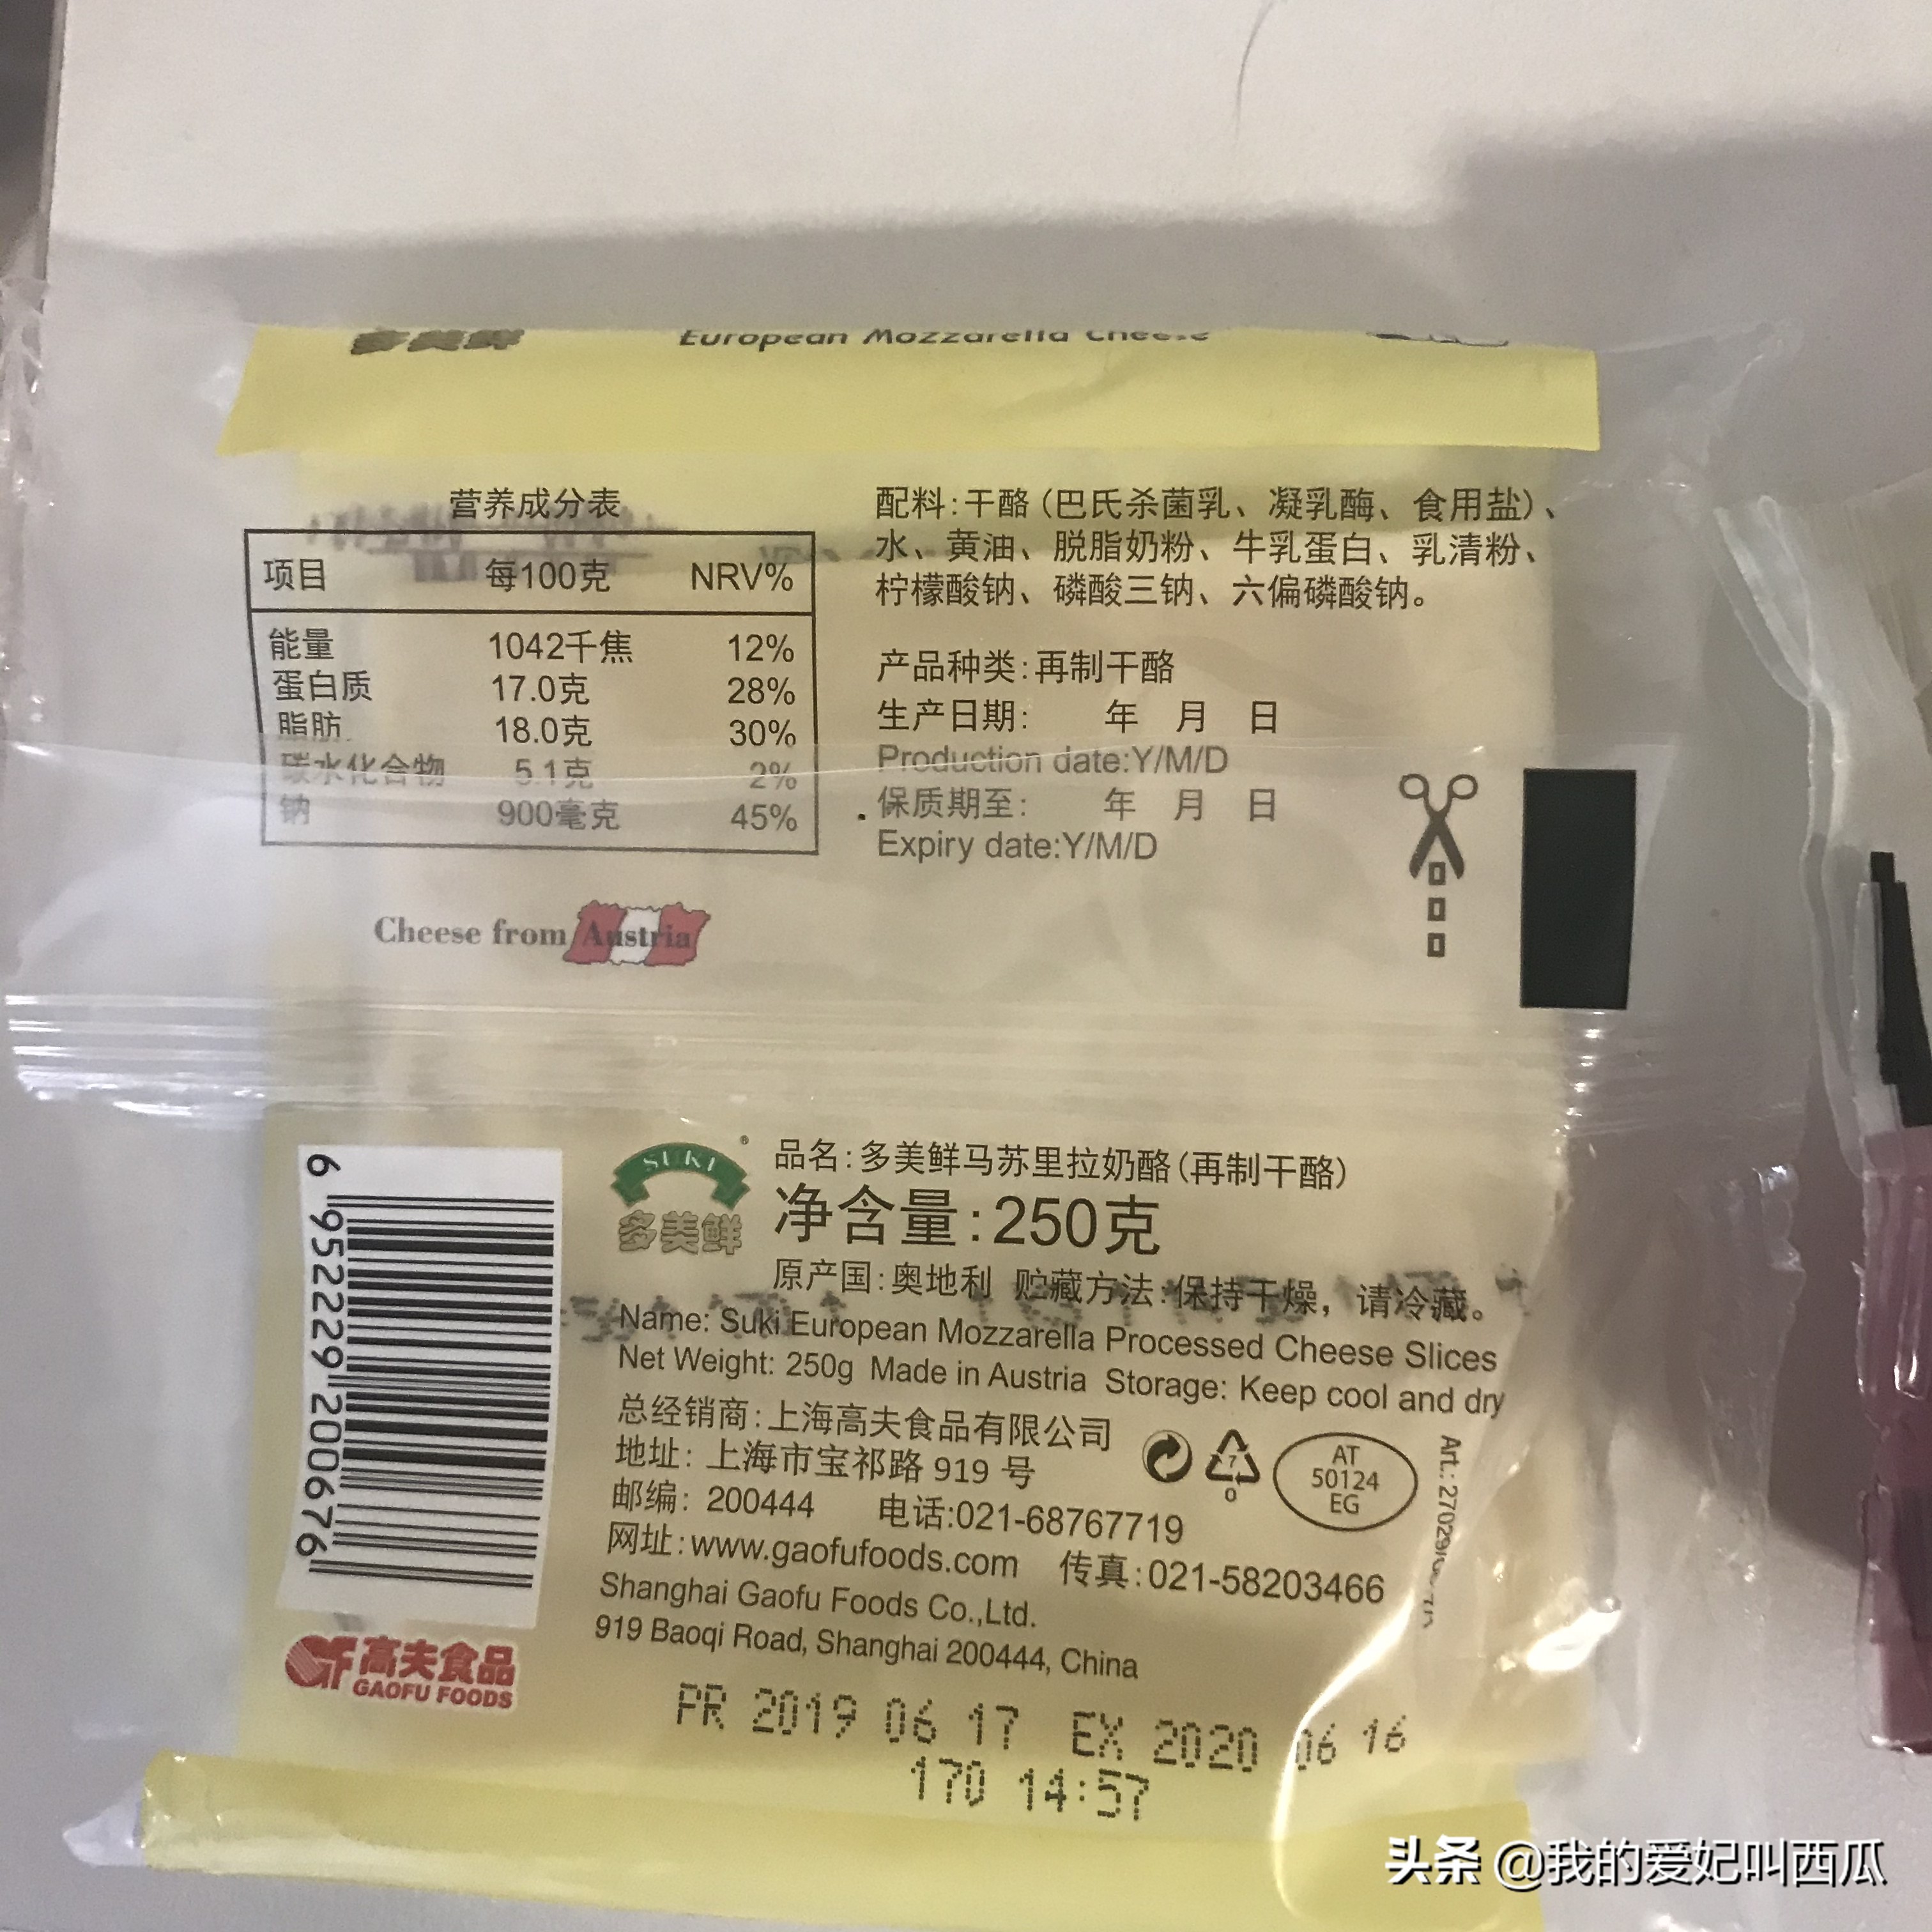 多美鲜 European Mozzarella Cheese
营养成分表
项目 每100克 NRV%
能量 1042千焦 12%
蛋白质 17.0克 28%
脂肪 18.0克 30%
碳水化合物 5.1克 2%
钠 900毫克 45%
Cheese from Austria
配料:干酪(巴氏杀菌乳、凝乳酶、食用盐)、
水、黄油、脱脂奶粉、牛乳蛋白、乳清粉、
柠檬酸钠、磷酸三钠、六偏磷酸钠。
产品种类:再制干酪
生产日期: 年 月 日
Production date:Y/M/D
保质期至: 年 月 日
Expiry date:Y/M/D
6 952229 200676
SUKI
®
多美鲜
品名:多美鲜马苏里拉奶酪(再制干酪)
净含量:250克
原产国:奥地利 贮藏方法:保持干燥，请冷藏。
Name: Suki European Mozzarella Processed Cheese Slices
Net Weight: 250g Made in Austria Storage: Keep cool and dry
总经销商:上海高夫食品有限公司
地址: 上海市宝祁路 919 号
邮编: 200444 电话:021-68767719
网址:www.gaofufoods.com 传真:021-58203466
Shanghai Gaofu Foods Co.,Ltd.
919 Baoqi Road, Shanghai 200444, China
7
O
AT
50124
EG
Art.:
GF 高夫食品
GAOFU FOODS
PR 2019 06 17 EX 2020 06 16
170 14:57
头条 @我的爱妃叫西瓜